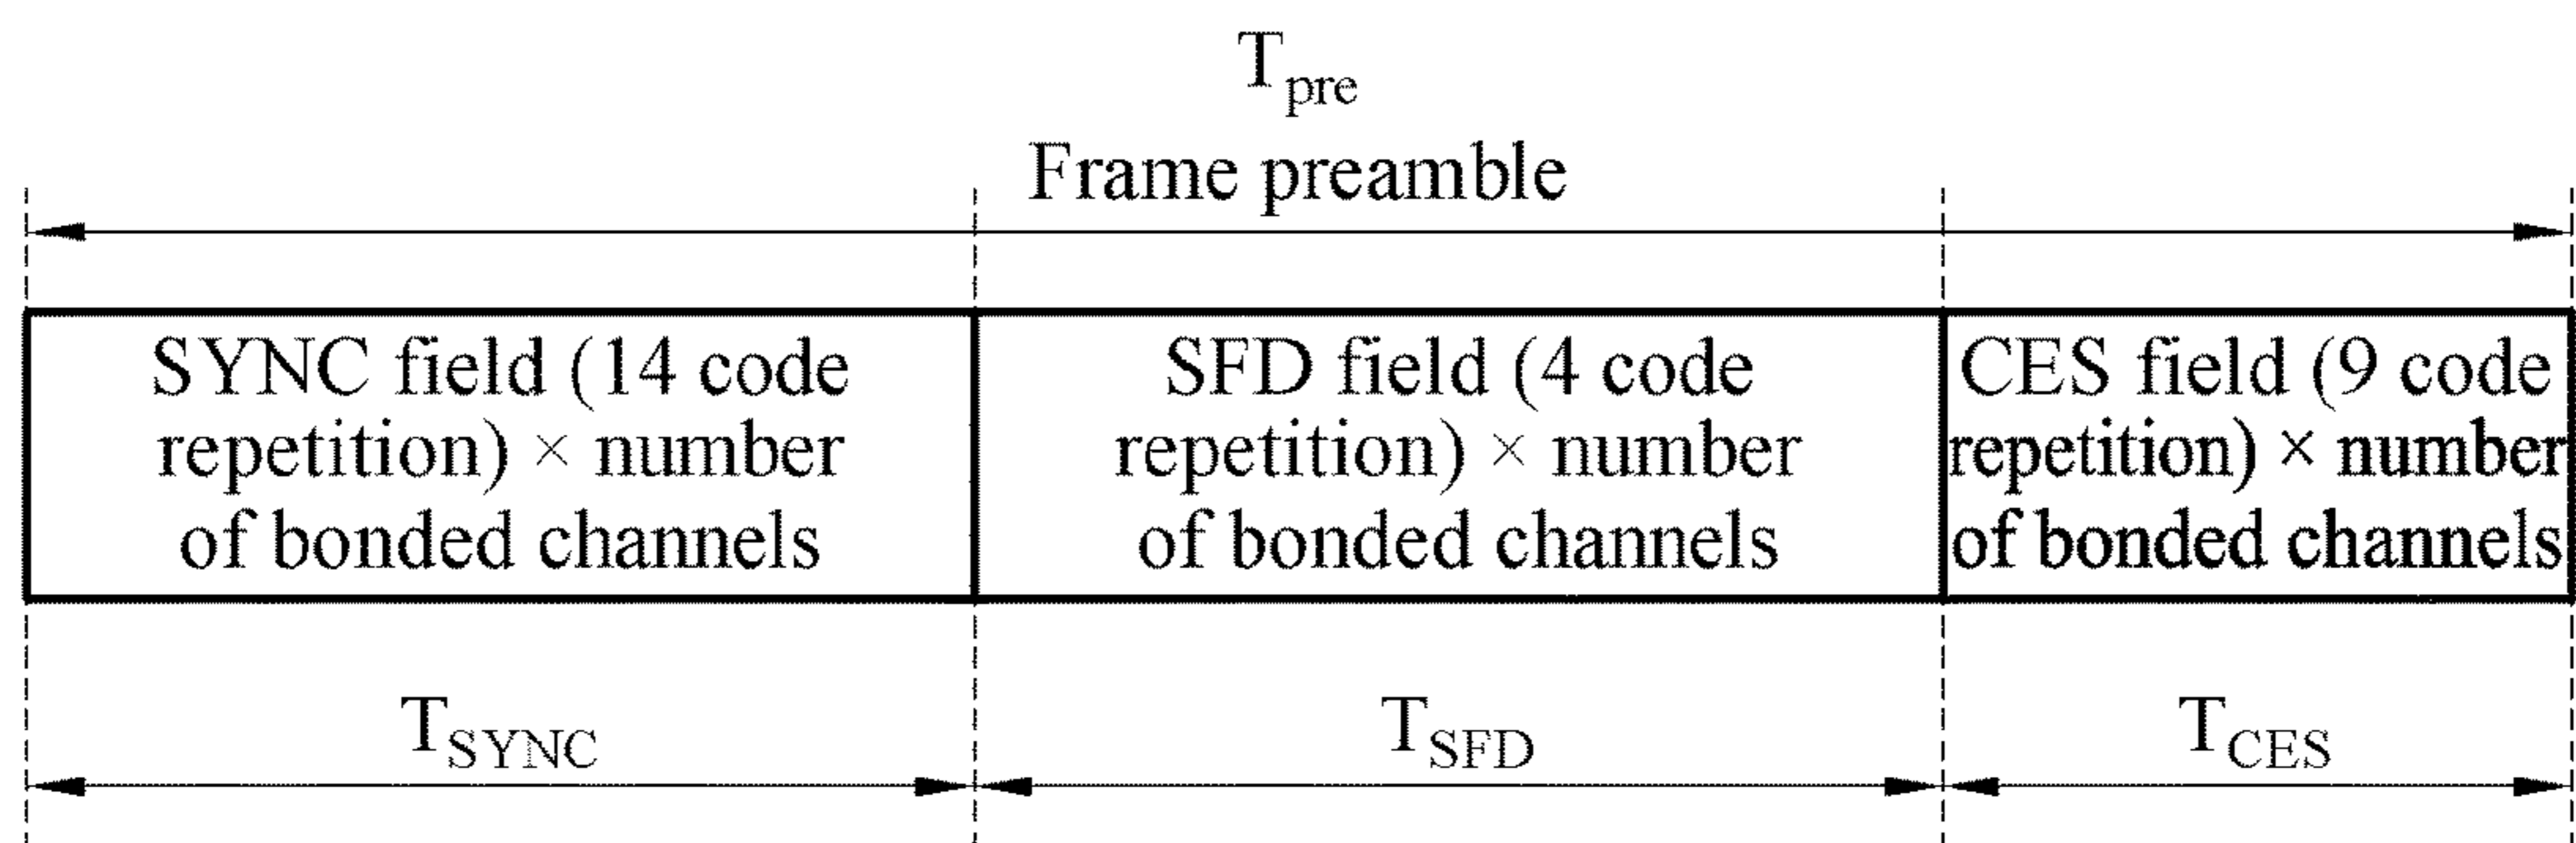 T_pre
Frame preamble
SYNC field (14 code
repetition) × number
of bonded channels
SFD field (4 code
repetition) × number
of bonded channels
CES field (9 code
repetition) × number
of bonded channels
T_SYNC
T_SFD
T_CES